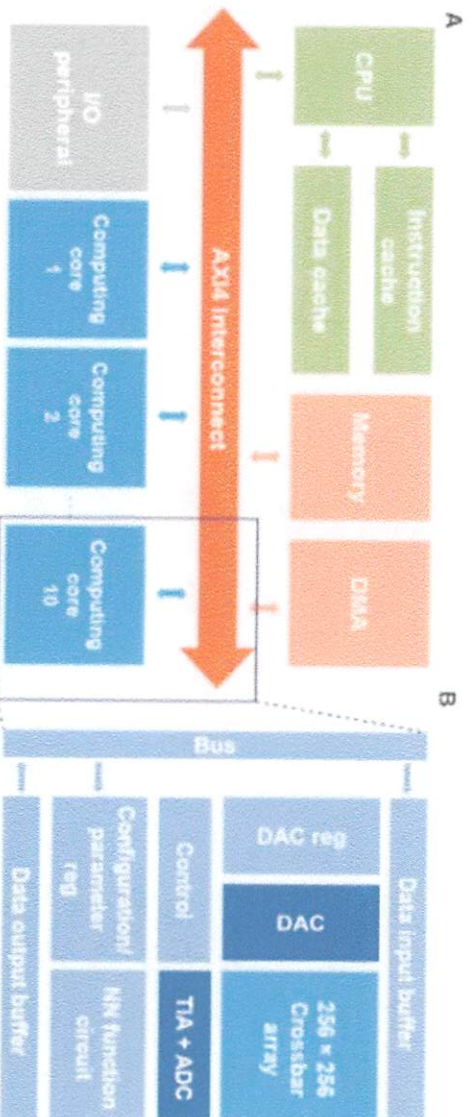 A
CPU
Instruction
cache
Data cache
Memory
DMA
AXI4 Interconnect
I/O
peripheral
Computing
core
1
Computing
core
2
Computing
core
10
B
Bus
Data input buffer
DAC reg
DAC
256 × 256
Crossbar
array
Control
TIA + ADC
Configuration/
parameter
reg
NN function
circuit
Data output buffer